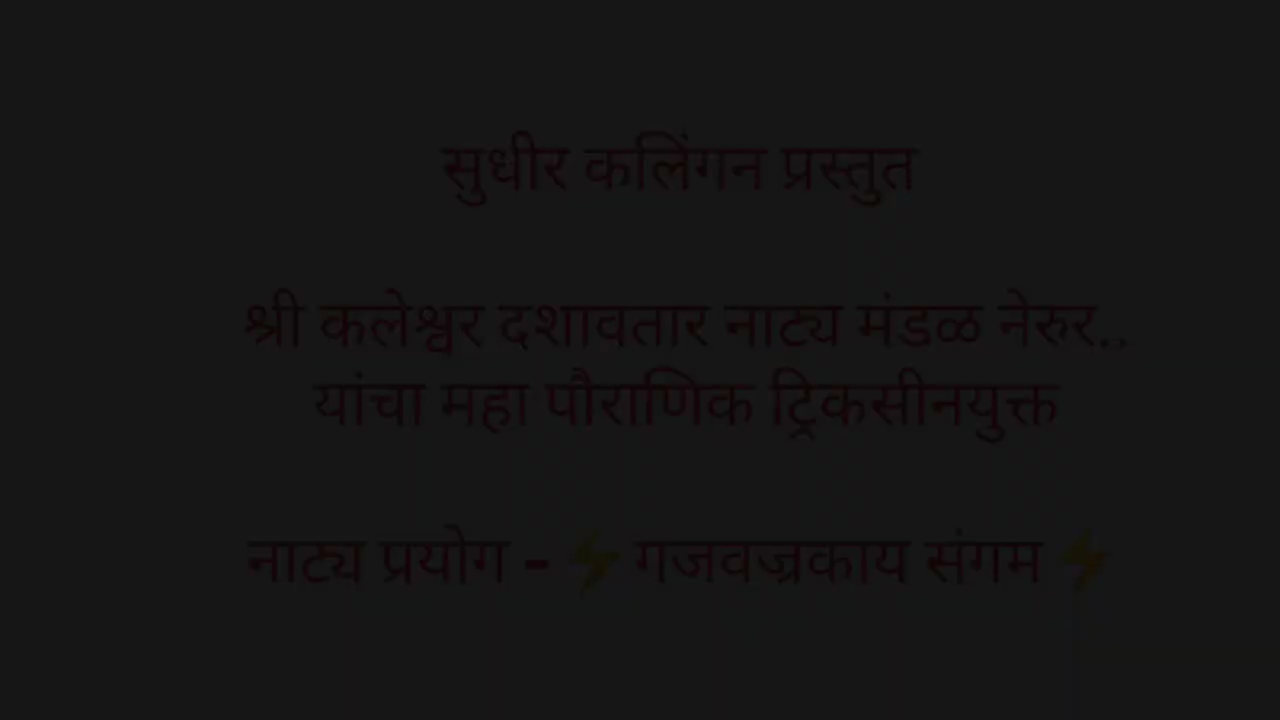 सुधीर कलिंगन प्रस्तुत
श्री कलेश्वर दशावतार नाट्य मंडळ नेरुर..
यांचा महा पौराणिक ट्रिकसीनयुक्त
नाट्य प्रयोग - ⚡ गजवज्रकाय संगम ⚡